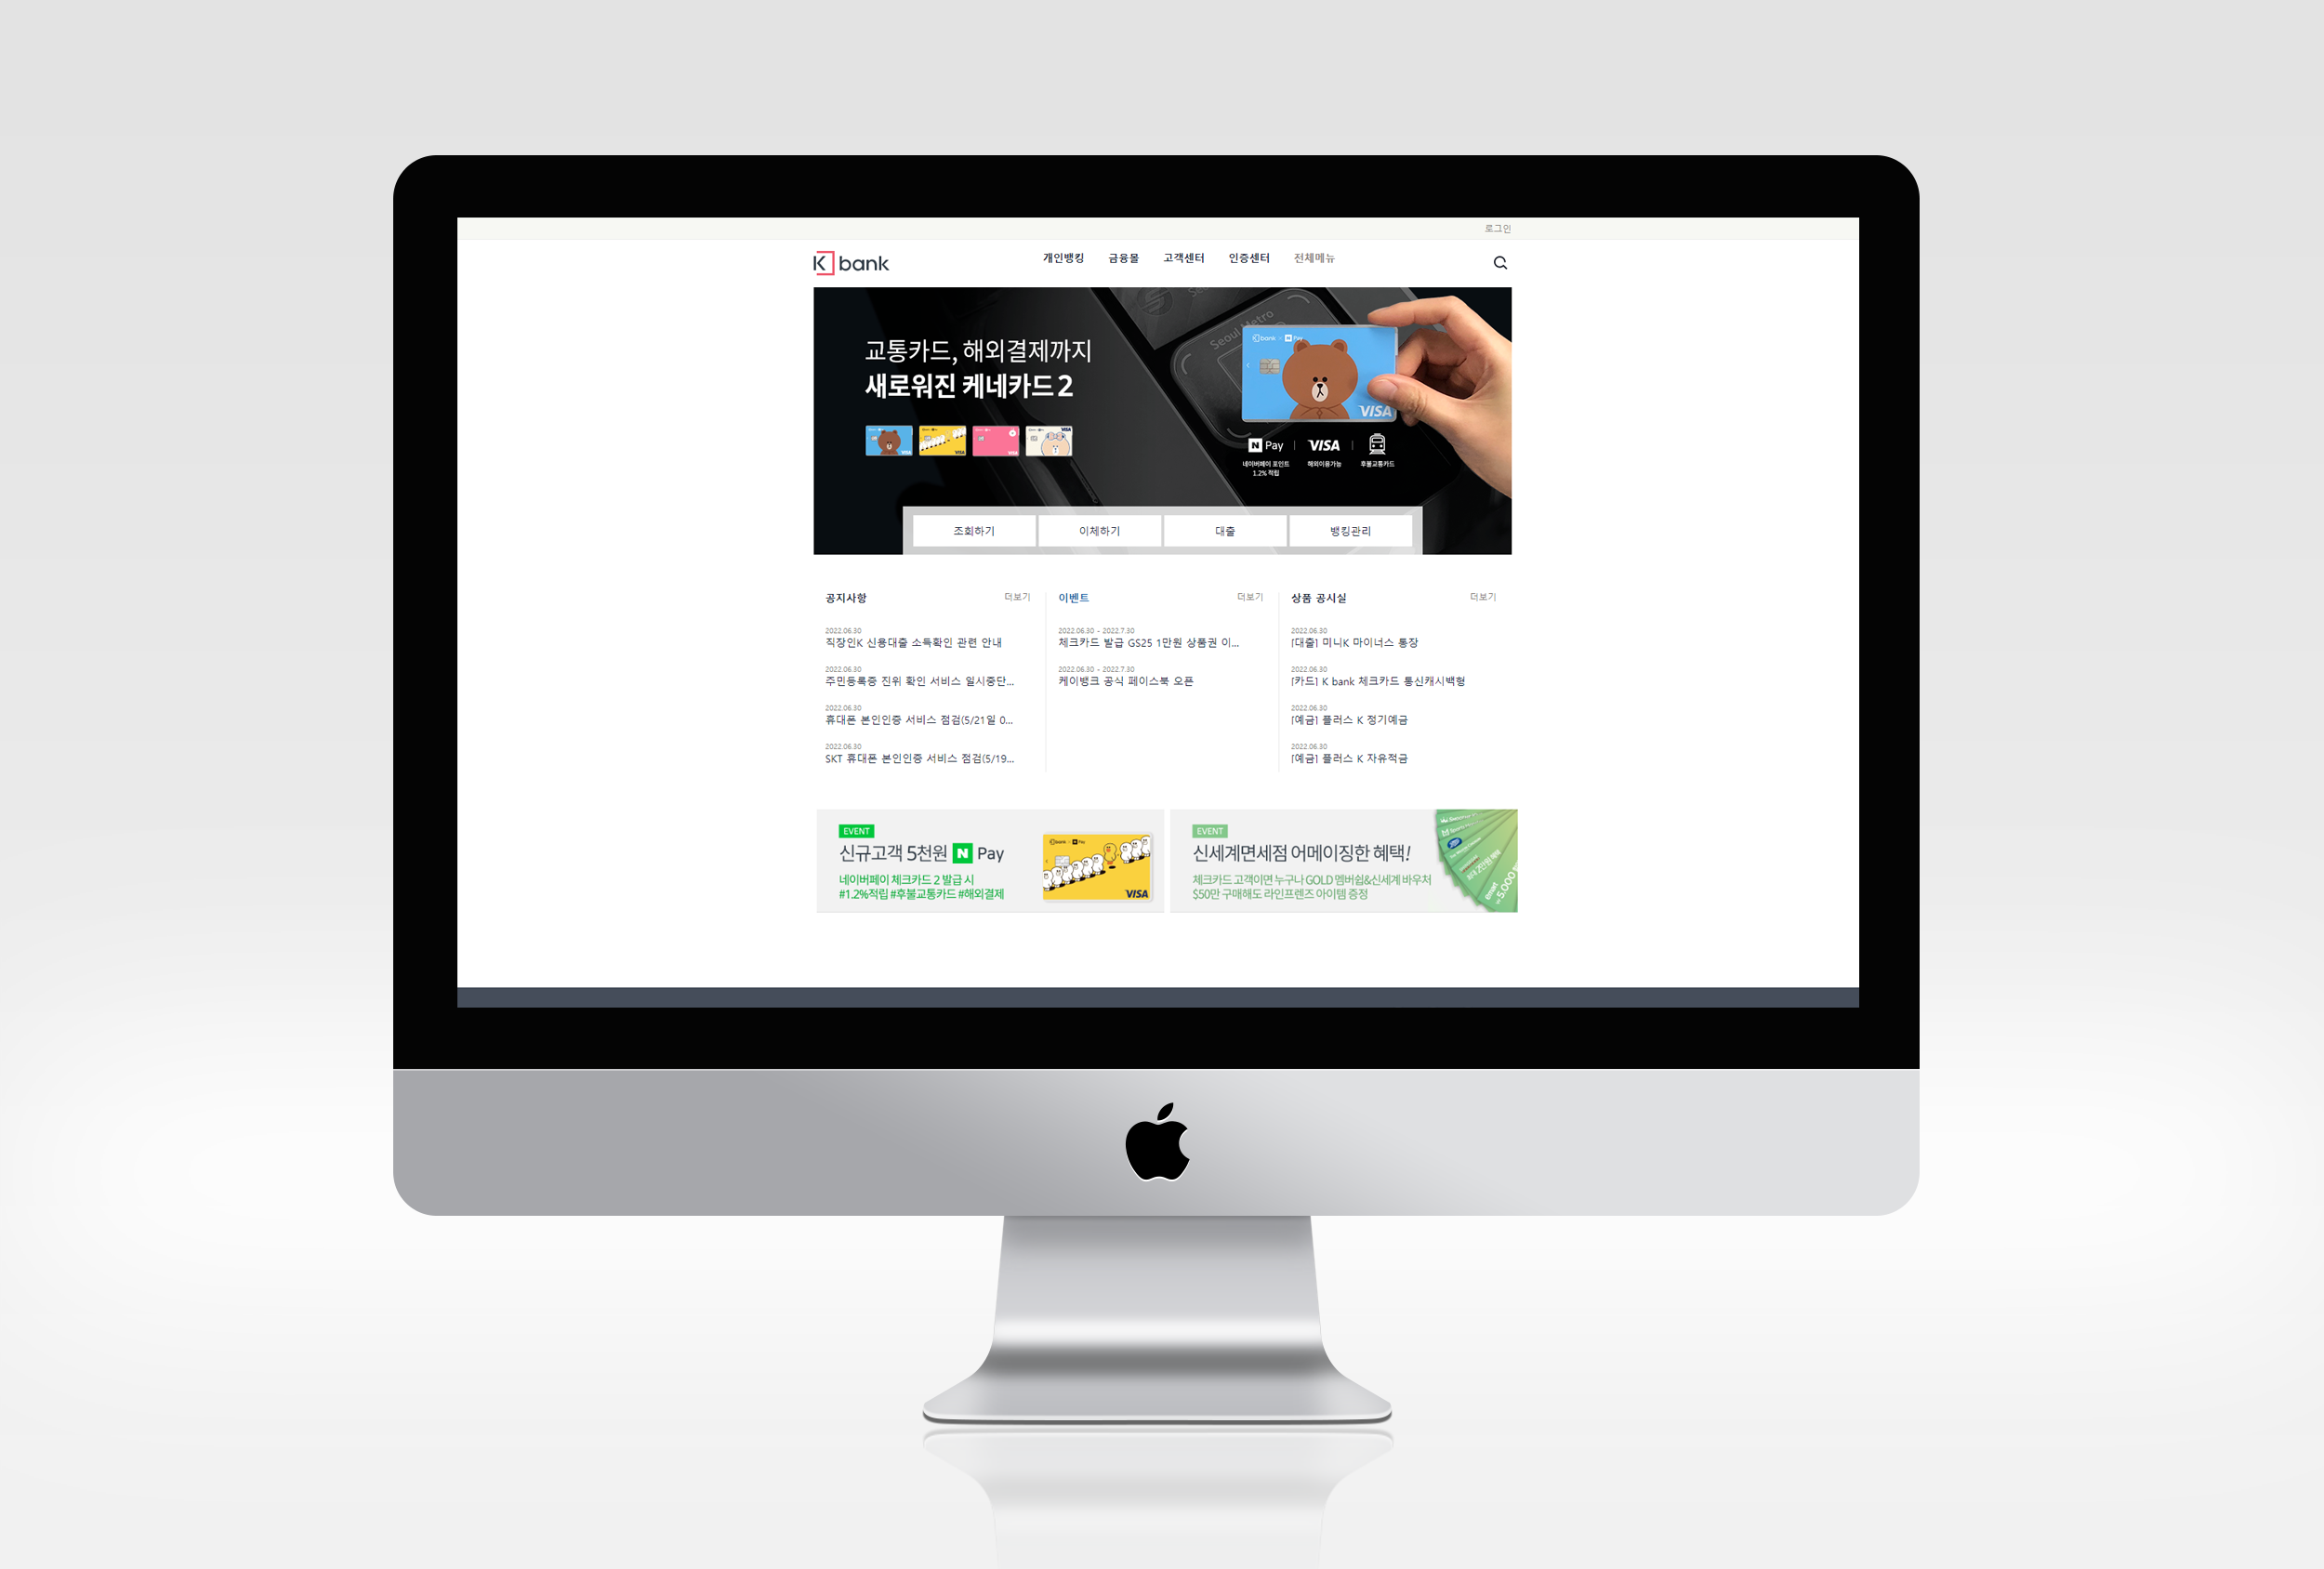 로그인
K bank
개인뱅킹 금융몰 고객센터 인증센터 전체메뉴
Seoul Metro
교통카드, 해외결제까지
새로워진 케네카드 2
bank × N Pay
VISA
N Pay | VISA |
네이버페이 포인트 해외이용가능 후불교통카드
1.2% 적립
조회하기 이체하기 대출 뱅킹관리
공지사항 더보기
2022.06.30
직장인K 신용대출 소득확인 관련 안내
2022.06.30
주민등록증 진위 확인 서비스 일시중단...
2022.06.30
휴대폰 본인인증 서비스 점검(5/21일 0...
2022.06.30
SKT 휴대폰 본인인증 서비스 점검(5/19...
이벤트 더보기
2022.06.30 - 2022.7.30
체크카드 발급 GS25 1만원 상품권 이...
2022.06.30 - 2022.7.30
케이뱅크 공식 페이스북 오픈
상품 공시실 더보기
2022.06.30
[대출] 미니K 마이너스 통장
2022.06.30
[카드] K bank 체크카드 통신캐시백형
2022.06.30
[예금] 플러스 K 정기예금
2022.06.30
[예금] 플러스 K 자유적금
EVENT
신규고객 5천원 N Pay
네이버페이 체크카드 2 발급 시
#1.2%적립 #후불교통카드 #해외결제
VISA
EVENT
신세계면세점 어메이징한 혜택!
체크카드 고객이면 누구나 GOLD 멤버쉽&신세계 바우처
$50만 구매해도 라인프렌즈 아이템 증정
5,000